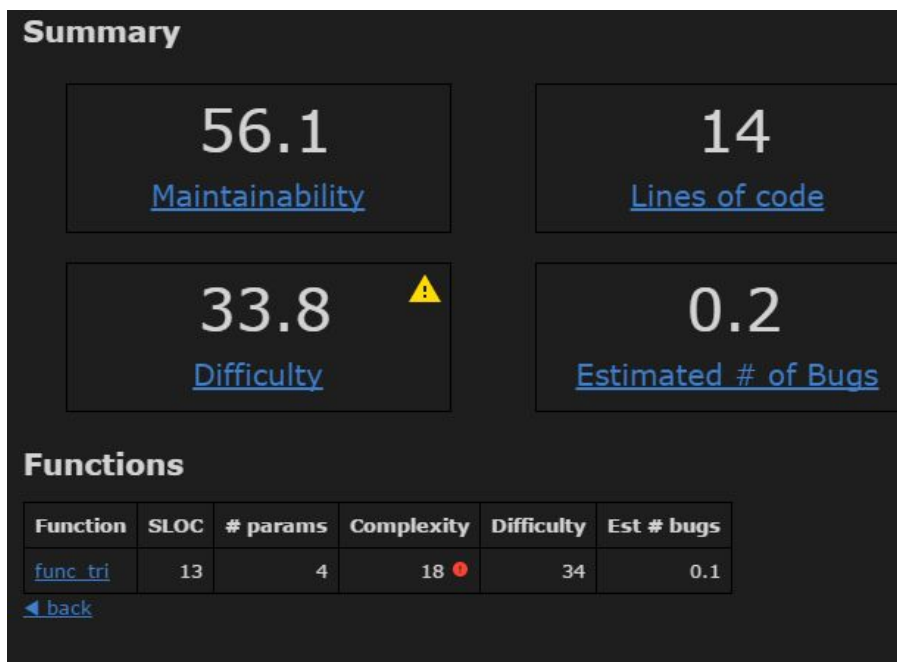 Summary
56.1
Maintainability
14
Lines of code
33.8
Difficulty
0.2
Estimated # of Bugs
Functions
Function SLOC # params Complexity Difficulty Est # bugs
func_tri 13 4 18 34 0.1
◄ back